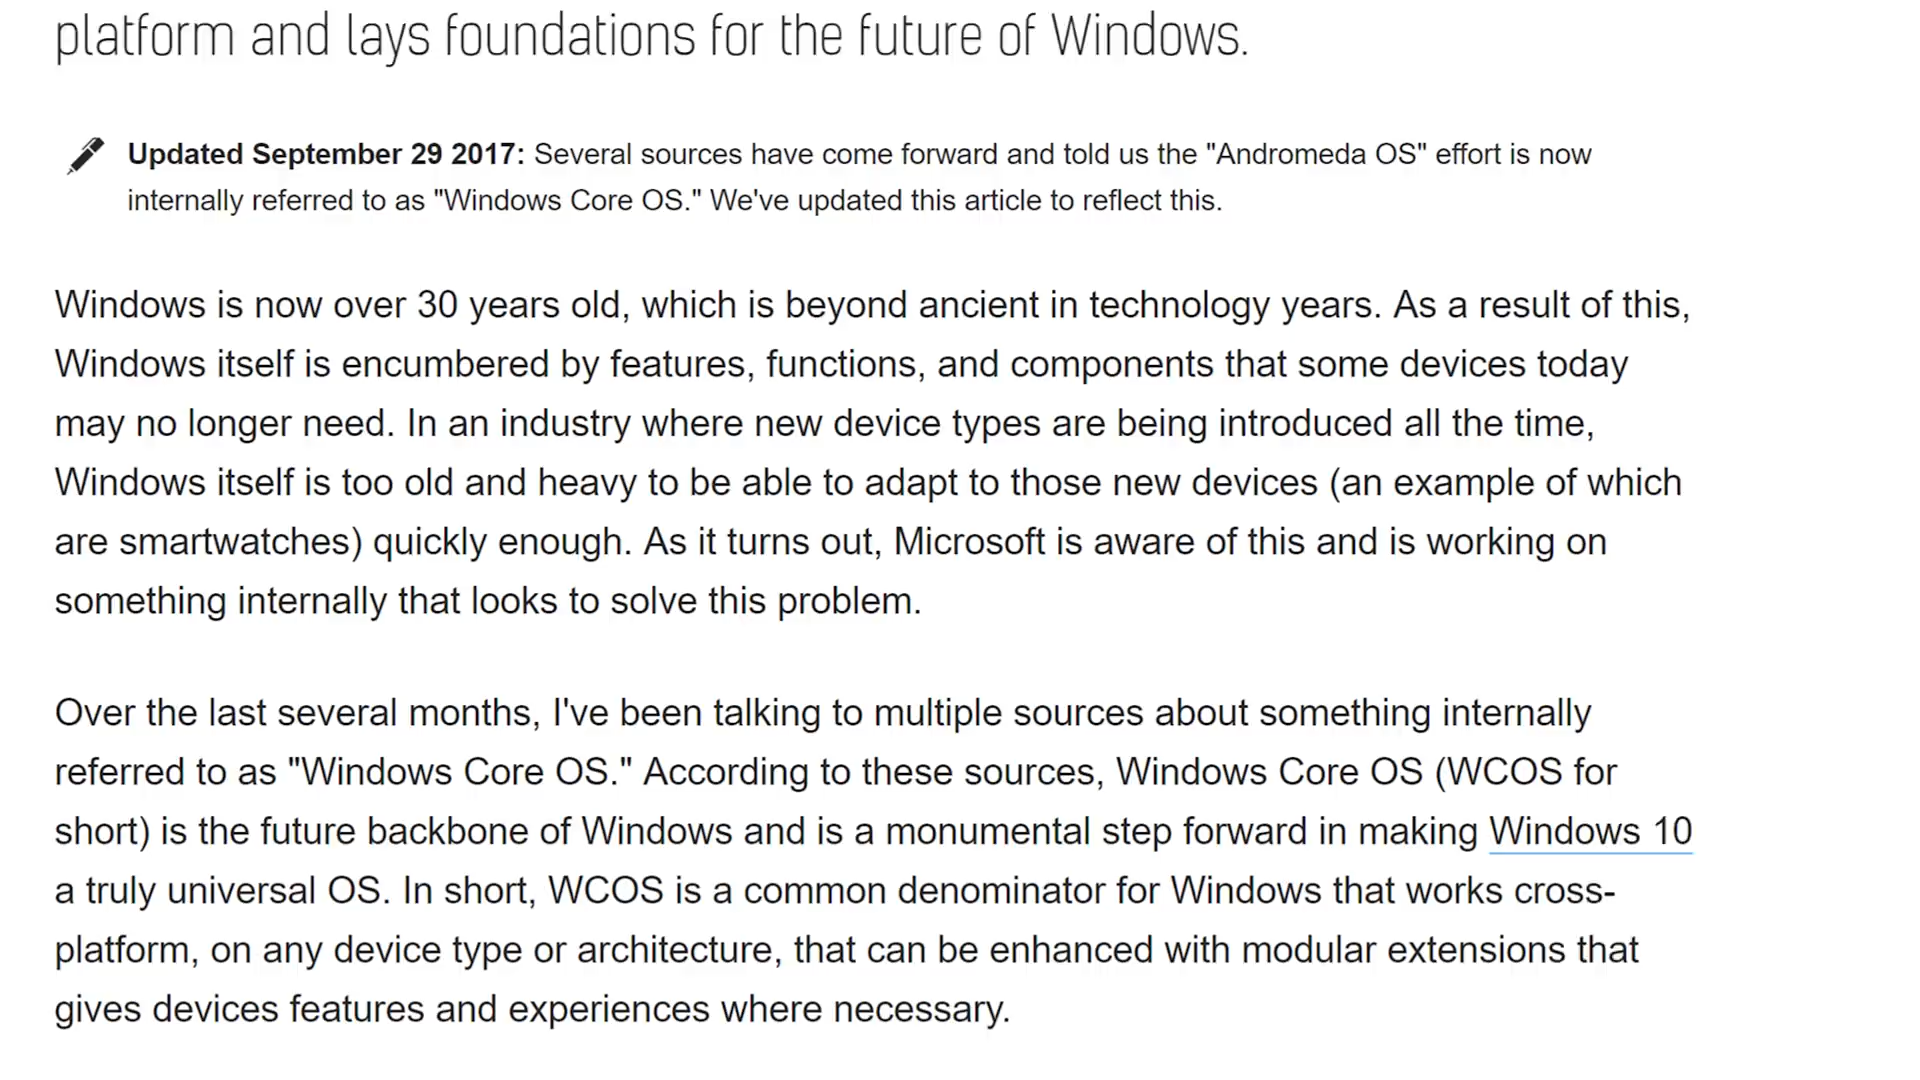 platform and lays foundations for the future of Windows.
Updated September 29 2017: Several sources have come forward and told us the "Andromeda OS" effort is now
internally referred to as "Windows Core OS." We've updated this article to reflect this.
Windows is now over 30 years old, which is beyond ancient in technology years. As a result of this,
Windows itself is encumbered by features, functions, and components that some devices today
may no longer need. In an industry where new device types are being introduced all the time,
Windows itself is too old and heavy to be able to adapt to those new devices (an example of which
are smartwatches) quickly enough. As it turns out, Microsoft is aware of this and is working on
something internally that looks to solve this problem.
Over the last several months, I've been talking to multiple sources about something internally
referred to as "Windows Core OS." According to these sources, Windows Core OS (WCOS for
short) is the future backbone of Windows and is a monumental step forward in making Windows 10
a truly universal OS. In short, WCOS is a common denominator for Windows that works cross-
platform, on any device type or architecture, that can be enhanced with modular extensions that
gives devices features and experiences where necessary.